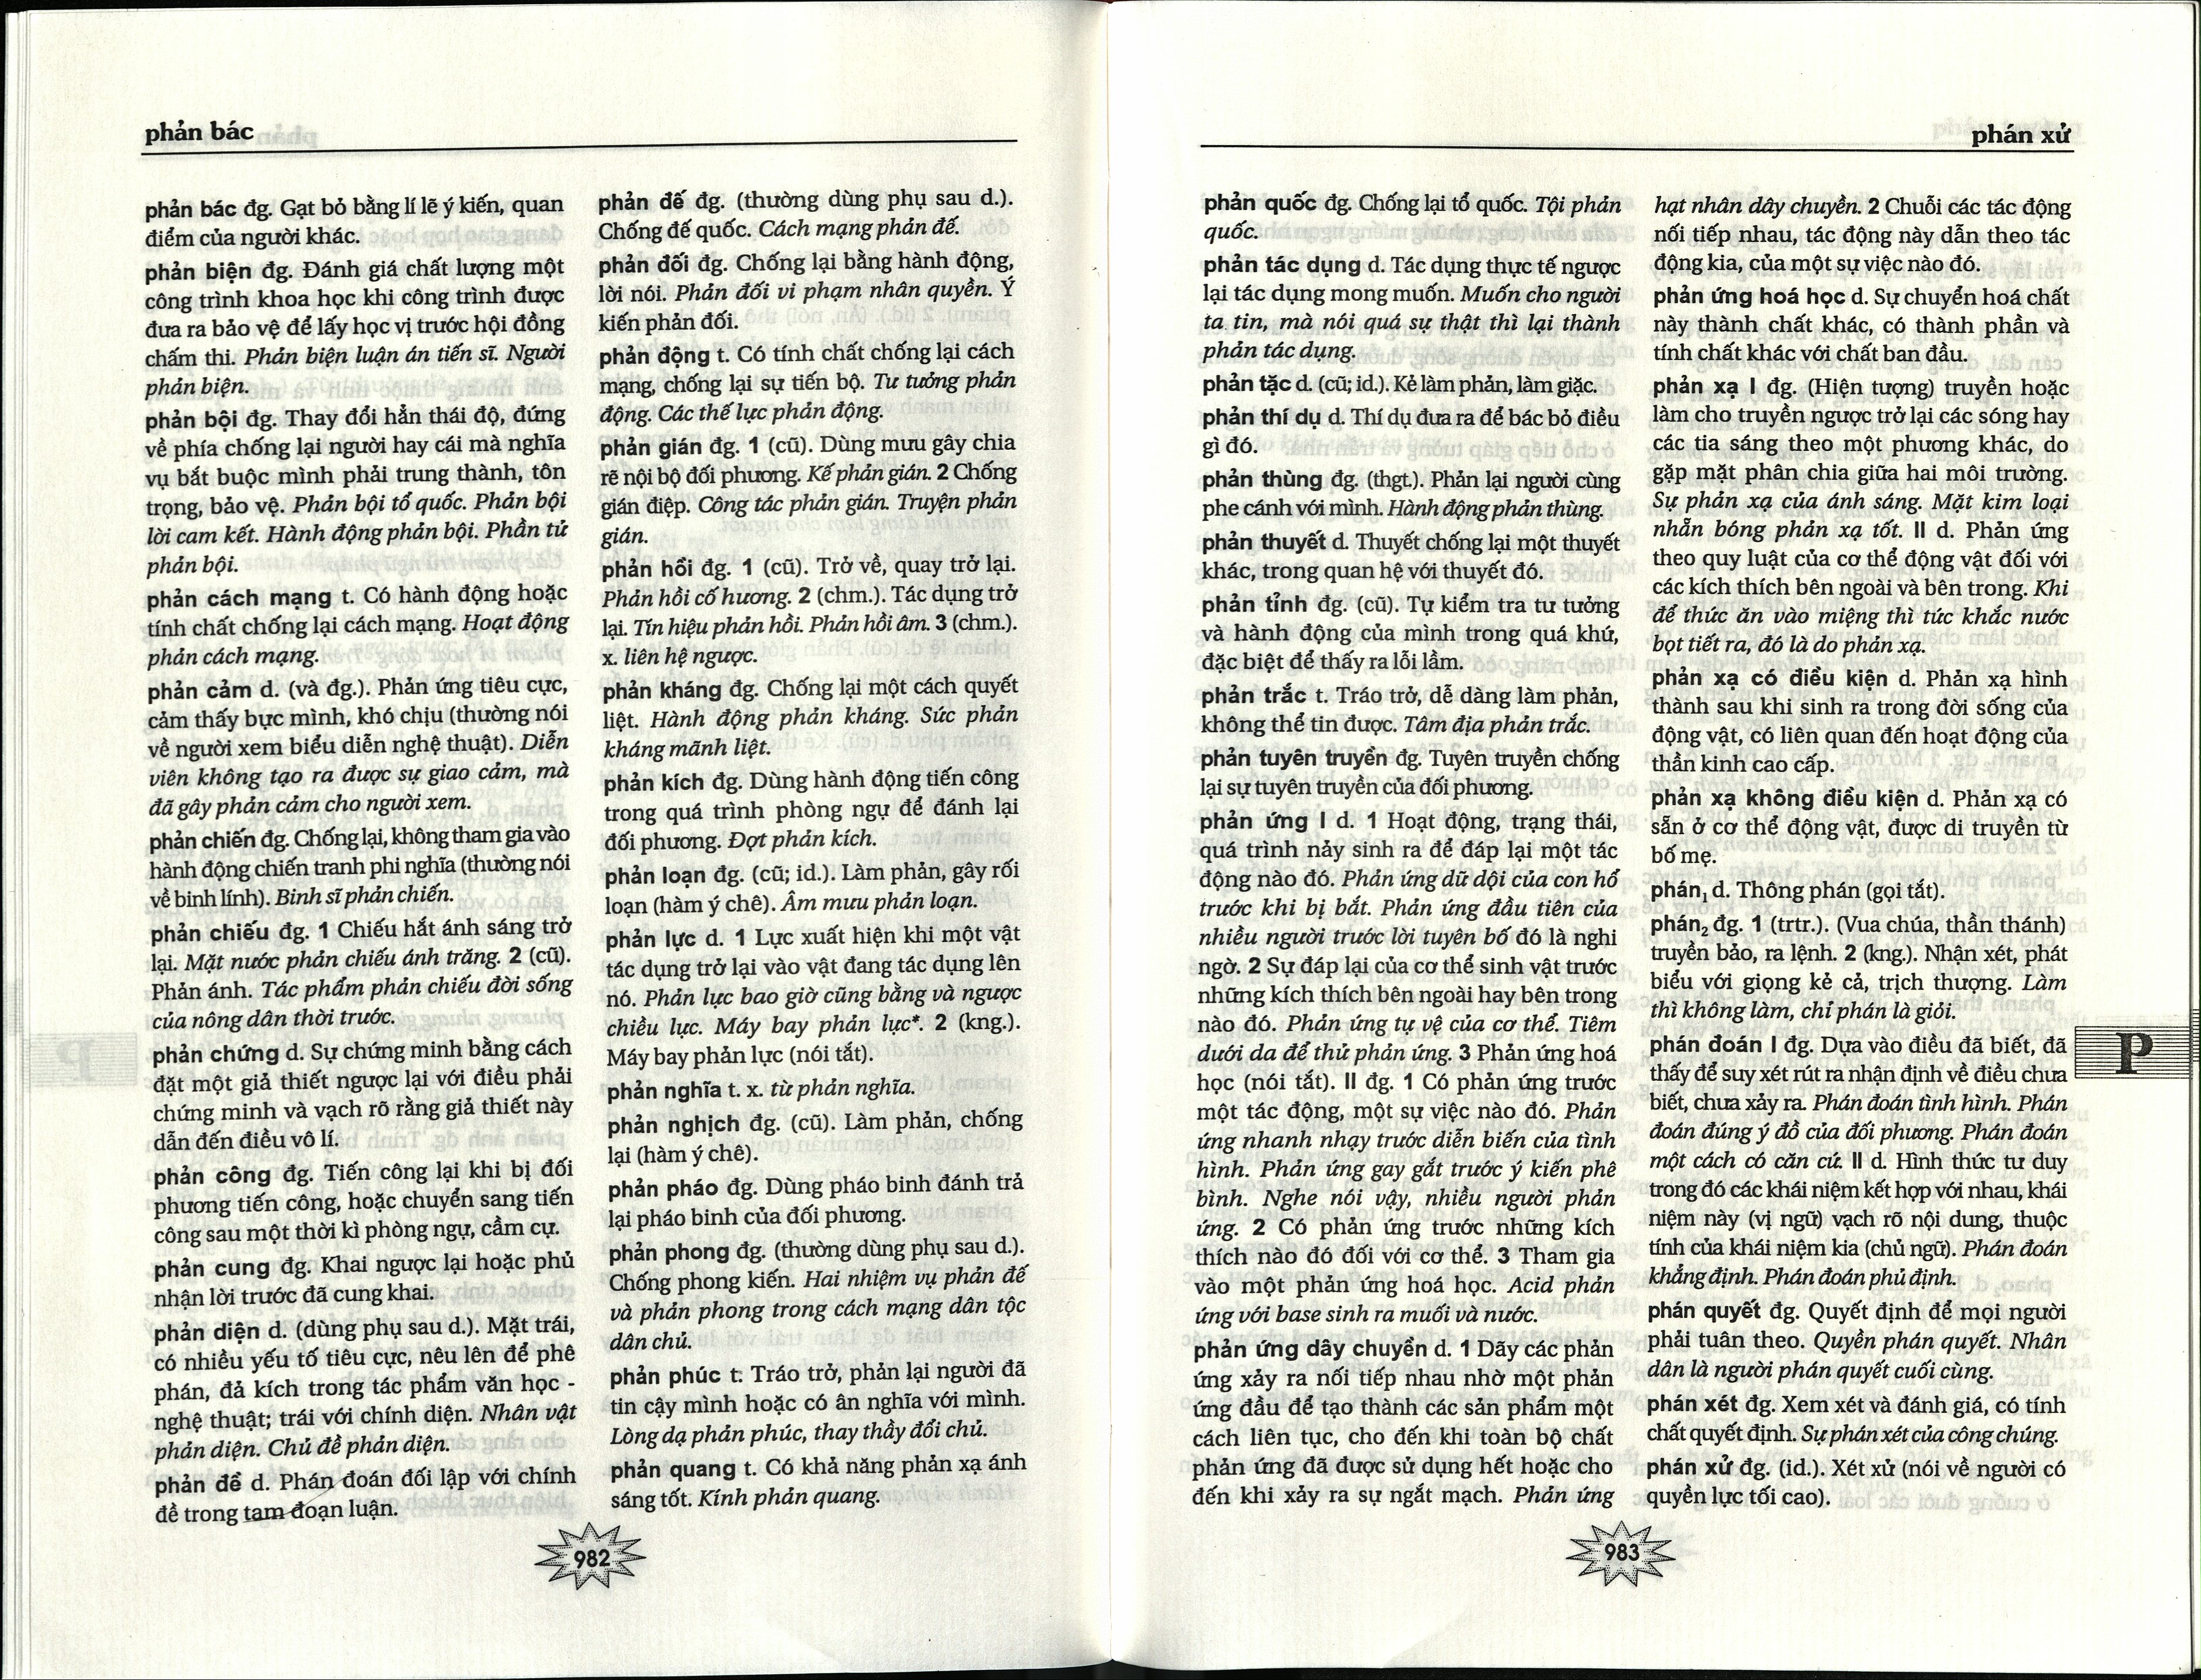 phản bác
phản bác đg. Gạt bỏ bằng lí lẽ ý kiến, quan
điểm của người khác.
phản biện đg. Đánh giá chất lượng một
công trình khoa học khi công trình được
đưa ra bảo vệ để lấy học vị trước hội đồng
chấm thi. Phản biện luận án tiến sĩ. Người
phản biện.
phản bội đg. Thay đổi hẳn thái độ, đứng
về phía chống lại người hay cái mà nghĩa
vụ bắt buộc mình phải trung thành, tôn
trọng, bảo vệ. Phản bội tổ quốc. Phản bội
lời cam kết. Hành động phản bội. Phần tử
phản bội.
phản cách mạng t. Có hành động hoặc
tính chất chống lại cách mạng. Hoạt động
phản cách mạng.
phản cảm d. (và đg.). Phản ứng tiêu cực,
cảm thấy bực mình, khó chịu (thường nói
về người xem biểu diễn nghệ thuật). Diễn
viên không tạo ra được sự giao cảm, mà
đã gây phản cảm cho người xem.
phản chiến đg. Chống lại, không tham gia vào
hành động chiến tranh phi nghĩa (thường nói
về binh lính). Binh sĩ phản chiến.
phản chiếu đg. 1 Chiếu hắt ánh sáng trở
lại. Mặt nước phản chiếu ánh trăng. 2 (cũ).
Phản ánh. Tác phẩm phản chiếu đời sống
của nông dân thời trước.
phản chứng d. Sự chứng minh bằng cách
đặt một giả thiết ngược lại với điều phải
chứng minh và vạch rõ rằng giả thiết này
dẫn đến điều vô lí.
phản công đg. Tiến công lại khi bị đối
phương tiến công, hoặc chuyển sang tiến
công sau một thời kì phòng ngự, cầm cự.
phản cung đg. Khai ngược lại hoặc phủ
nhận lời trước đã cung khai.
phản diện d. (dùng phụ sau d.). Mặt trái,
có nhiều yếu tố tiêu cực, nêu lên để phê
phán, đả kích trong tác phẩm văn học -
nghệ thuật; trái với chính diện. Nhân vật
phản diện. Chủ đề phản diện.
phản đề d. Phán đoán đối lập với chính
đề trong tam đoạn luận.
phản đế đg. (thường dùng phụ sau d.).
Chống đế quốc. Cách mạng phản đế.
phản đối đg. Chống lại bằng hành động,
lời nói. Phản đối vi phạm nhân quyền. Ý
kiến phản đối.
phản động t. Có tính chất chống lại cách
mạng, chống lại sự tiến bộ. Tư tưởng phản
động. Các thế lực phản động.
phản gián đg. 1 (cũ). Dùng mưu gây chia
rẽ nội bộ đối phương. Kế phản gián. 2 Chống
gián điệp. Công tác phản gián. Truyện phản
gián.
phản hồi đg. 1 (cũ). Trở về, quay trở lại.
Phản hồi cố hương. 2 (chm.). Tác dụng trở
lại. Tín hiệu phản hồi. Phản hồi âm. 3 (chm.).
x. liên hệ ngược.
phản kháng đg. Chống lại một cách quyết
liệt. Hành động phản kháng. Sức phản
kháng mãnh liệt.
phản kích đg. Dùng hành động tiến công
trong quá trình phòng ngự để đánh lại
đối phương. Đợt phản kích.
phản loạn đg. (cũ; id.). Làm phản, gây rối
loạn (hàm ý chê). Âm mưu phản loạn.
phản lực d. 1 Lực xuất hiện khi một vật
tác dụng trở lại vào vật đang tác dụng lên
nó. Phản lực bao giờ cũng bằng và ngược
chiều lực. Máy bay phản lực*. 2 (kng.).
Máy bay phản lực (nói tắt).
phản nghĩa t. x. từ phản nghĩa.
phản nghịch đg. (cũ). Làm phản, chống
lại (hàm ý chê).
phản pháo đg. Dùng pháo binh đánh trả
lại pháo binh của đối phương.
phản phong đg. (thường dùng phụ sau d.).
Chống phong kiến. Hai nhiệm vụ phản đế
và phản phong trong cách mạng dân tộc
dân chủ.
phản phúc t. Tráo trở, phản lại người đã
tin cậy mình hoặc có ân nghĩa với mình.
Lòng dạ phản phúc, thay thầy đổi chủ.
phản quang t. Có khả năng phản xạ ánh
sáng tốt. Kính phản quang.
982
phán xử
phản quốc đg. Chống lại tổ quốc. Tội phản
quốc.
phản tác dụng d. Tác dụng thực tế ngược
lại tác dụng mong muốn. Muốn cho người
ta tin, mà nói quá sự thật thì lại thành
phản tác dụng.
phản tặc d. (cũ; id.). Kẻ làm phản, làm giặc.
phản thí dụ d. Thí dụ đưa ra để bác bỏ điều
gì đó.
phản thùng đg. (thgt.). Phản lại người cùng
phe cánh với mình. Hành động phản thùng.
phản thuyết d. Thuyết chống lại một thuyết
khác, trong quan hệ với thuyết đó.
phản tỉnh đg. (cũ). Tự kiểm tra tư tưởng
và hành động của mình trong quá khứ,
đặc biệt để thấy ra lỗi lầm.
phản trắc t. Tráo trở, dễ dàng làm phản,
không thể tin được. Tâm địa phản trắc.
phản tuyên truyền đg. Tuyên truyền chống
lại sự tuyên truyền của đối phương.
phản ứng I d. 1 Hoạt động, trạng thái,
quá trình nảy sinh ra để đáp lại một tác
động nào đó. Phản ứng dữ dội của con hổ
trước khi bị bắt. Phản ứng đầu tiên của
nhiều người trước lời tuyên bố đó là nghi
ngờ. 2 Sự đáp lại của cơ thể sinh vật trước
những kích thích bên ngoài hay bên trong
nào đó. Phản ứng tự vệ của cơ thể. Tiêm
dưới da để thử phản ứng. 3 Phản ứng hoá
học (nói tắt). II đg. 1 Có phản ứng trước
một tác động, một sự việc nào đó. Phản
ứng nhanh nhạy trước diễn biến của tình
hình. Phản ứng gay gắt trước ý kiến phê
bình. Nghe nói vậy, nhiều người phản
ứng. 2 Có phản ứng trước những kích
thích nào đó đối với cơ thể. 3 Tham gia
vào một phản ứng hoá học. Acid phản
ứng với base sinh ra muối và nước.
phản ứng dây chuyền d. 1 Dãy các phản
ứng xảy ra nối tiếp nhau nhờ một phản
ứng đầu để tạo thành các sản phẩm một
cách liên tục, cho đến khi toàn bộ chất
phản ứng đã được sử dụng hết hoặc cho
đến khi xảy ra sự ngắt mạch. Phản ứng
hạt nhân dây chuyền. 2 Chuỗi các tác động
nối tiếp nhau, tác động này dẫn theo tác
động kia, của một sự việc nào đó.
phản ứng hoá học d. Sự chuyển hoá chất
này thành chất khác, có thành phần và
tính chất khác với chất ban đầu.
phản xạ I đg. (Hiện tượng) truyền hoặc
làm cho truyền ngược trở lại các sóng hay
các tia sáng theo một phương khác, do
gặp mặt phân chia giữa hai môi trường.
Sự phản xạ của ánh sáng. Mặt kim loại
nhẵn bóng phản xạ tốt. II d. Phản ứng
theo quy luật của cơ thể động vật đối với
các kích thích bên ngoài và bên trong. Khi
để thức ăn vào miệng thì tức khắc nước
bọt tiết ra, đó là do phản xạ.
phản xạ có điều kiện d. Phản xạ hình
thành sau khi sinh ra trong đời sống của
động vật, có liên quan đến hoạt động của
thần kinh cao cấp.
phản xạ không điều kiện d. Phản xạ có
sẵn ở cơ thể động vật, được di truyền từ
bố mẹ.
phán₁ d. Thông phán (gọi tắt).
phán₂ đg. 1 (trtr.). (Vua chúa, thần thánh)
truyền bảo, ra lệnh. 2 (kng.). Nhận xét, phát
biểu với giọng kẻ cả, trịch thượng. Làm
thì không làm, chỉ phán là giỏi.
phán đoán I đg. Dựa vào điều đã biết, đã
thấy để suy xét rút ra nhận định về điều chưa
biết, chưa xảy ra. Phán đoán tình hình. Phán
đoán đúng ý đồ của đối phương. Phán đoán
một cách có căn cứ. II d. Hình thức tư duy
trong đó các khái niệm kết hợp với nhau, khái
niệm này (vị ngữ) vạch rõ nội dung, thuộc
tính của khái niệm kia (chủ ngữ). Phán đoán
khẳng định. Phán đoán phủ định.
phán quyết đg. Quyết định để mọi người
phải tuân theo. Quyền phán quyết. Nhân
dân là người phán quyết cuối cùng.
phán xét đg. Xem xét và đánh giá, có tính
chất quyết định. Sự phán xét của công chúng.
phán xử đg. (id.). Xét xử (nói về người có
quyền lực tối cao).
P
983